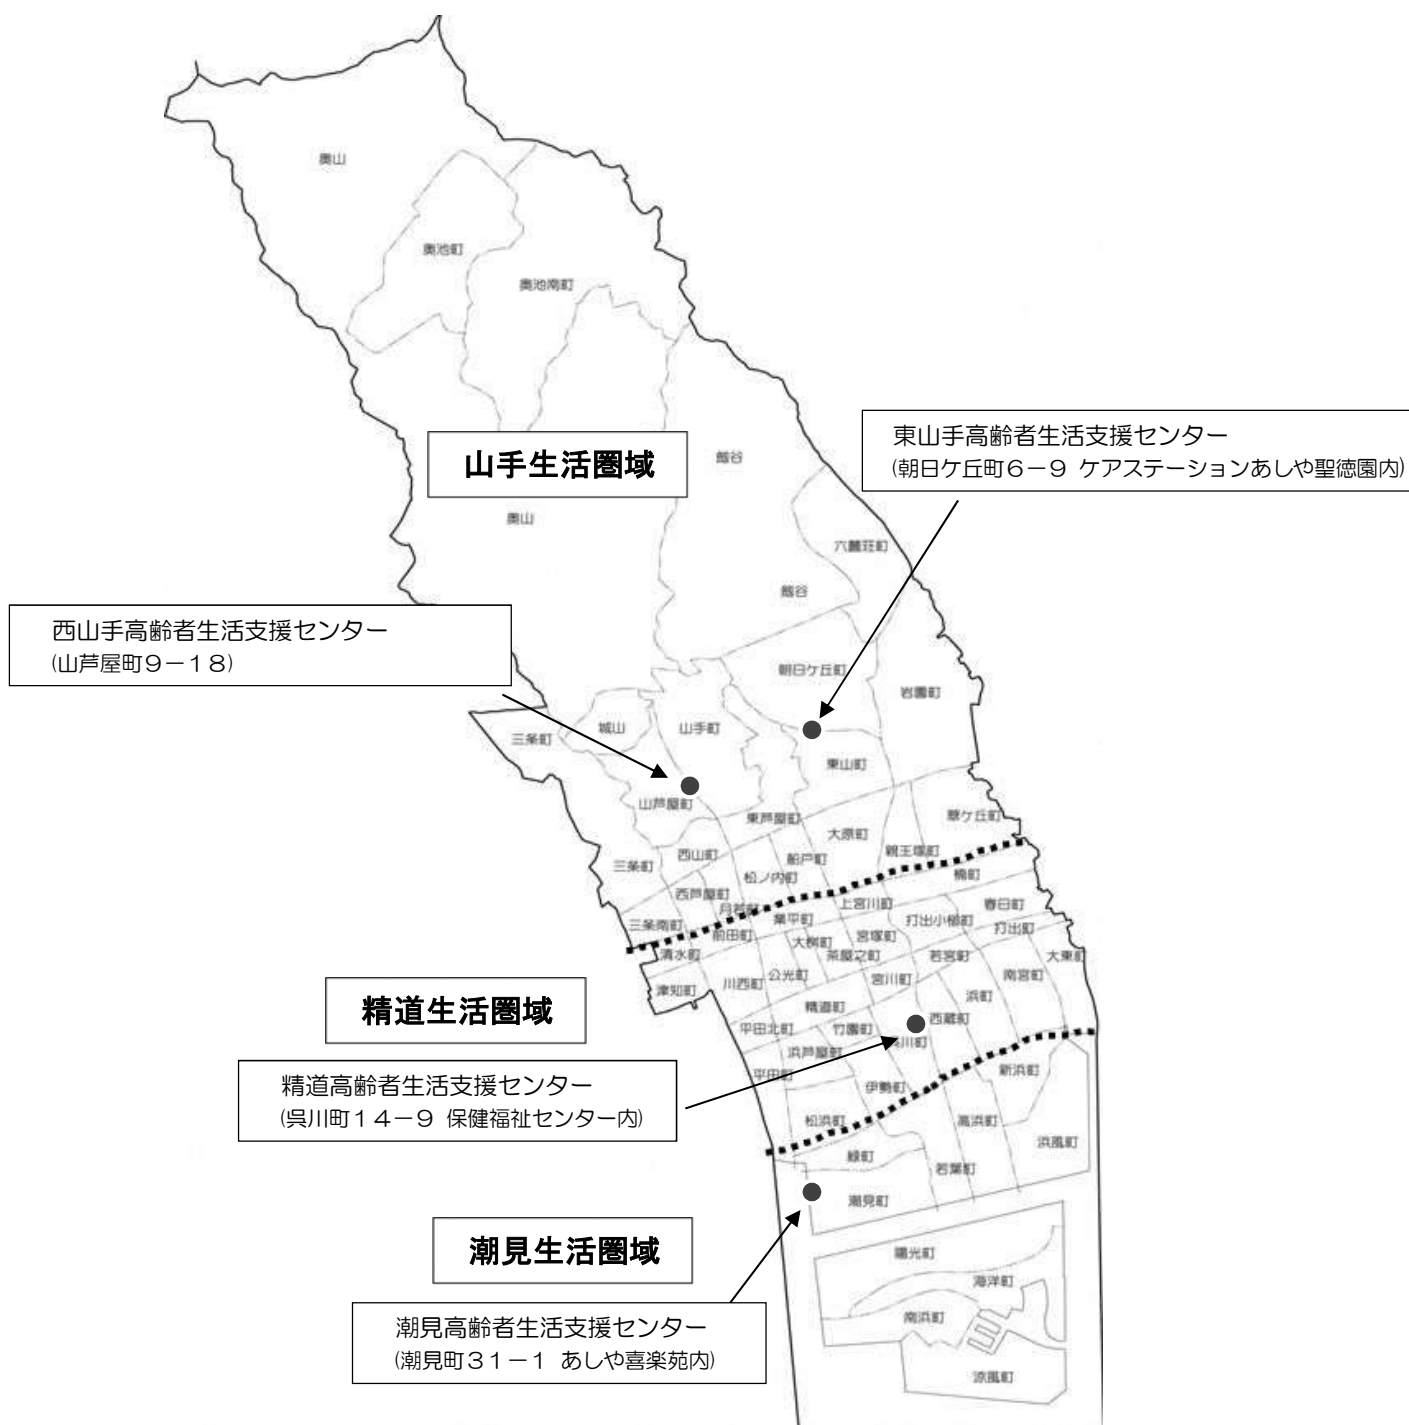 奥山
奥池町
奥池南町
山手生活圏域
剱谷
奥山
東山手高齢者生活支援センター
(朝日ケ丘町6－9 ケアステーションあしや聖徳園内)
六麓荘町
剱谷
西山手高齢者生活支援センター
(山芦屋町9－18)
朝日ケ丘町
岩園町
三条町
城山
山手町
東山町
山芦屋町
東芦屋町
大原町
翠ケ丘町
親王塚町
三条町
西山町
船戸町
松ノ内町
楠町
西芦屋町
月若町
業平町
上宮川町
打出小槌町
春日町
三条南町
前田町
大桝町
宮塚町
打出町
清水町
公光町
茶屋之町
若宮町
大東町
津知町
川西町
宮川町
南宮町
浜町
精道生活圏域
精道町
平田北町
竹園町
西蔵町
呉川町
浜芦屋町
精道高齢者生活支援センター
(呉川町14－9 保健福祉センター内)
平田町
伊勢町
新浜町
松浜町
高浜町
浜風町
緑町
若葉町
潮見町
潮見生活圏域
陽光町
海洋町
南浜町
潮見高齢者生活支援センター
(潮見町31－1 あしや喜楽苑内)
涼風町